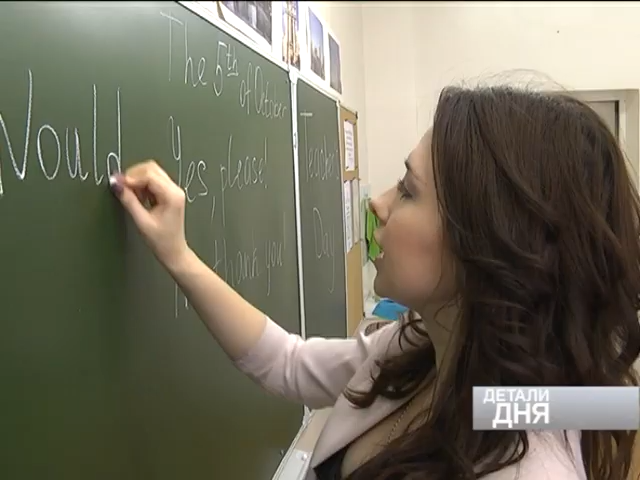 The 5th
of October
Would
Yes, please!
thank you!
Teacher's
Day
ДЕТАЛИ
ДНЯ